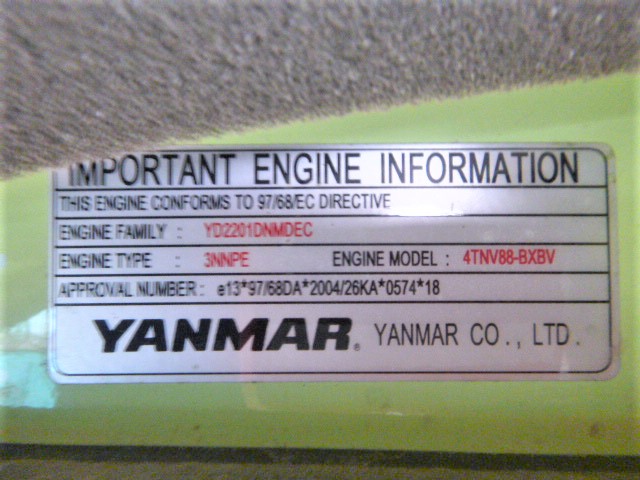 IMPORTANT ENGINE INFORMATION
THIS ENGINE CONFORMS TO 97/68/EC DIRECTIVE
ENGINE FAMILY : YD2201DNMDEC
ENGINE TYPE : 3NNPE ENGINE MODEL : 4TNV88-BXBV
APPROVAL NUMBER : e13*97/68DA*2004/26KA*0574*18
YANMAR® YANMAR CO., LTD.